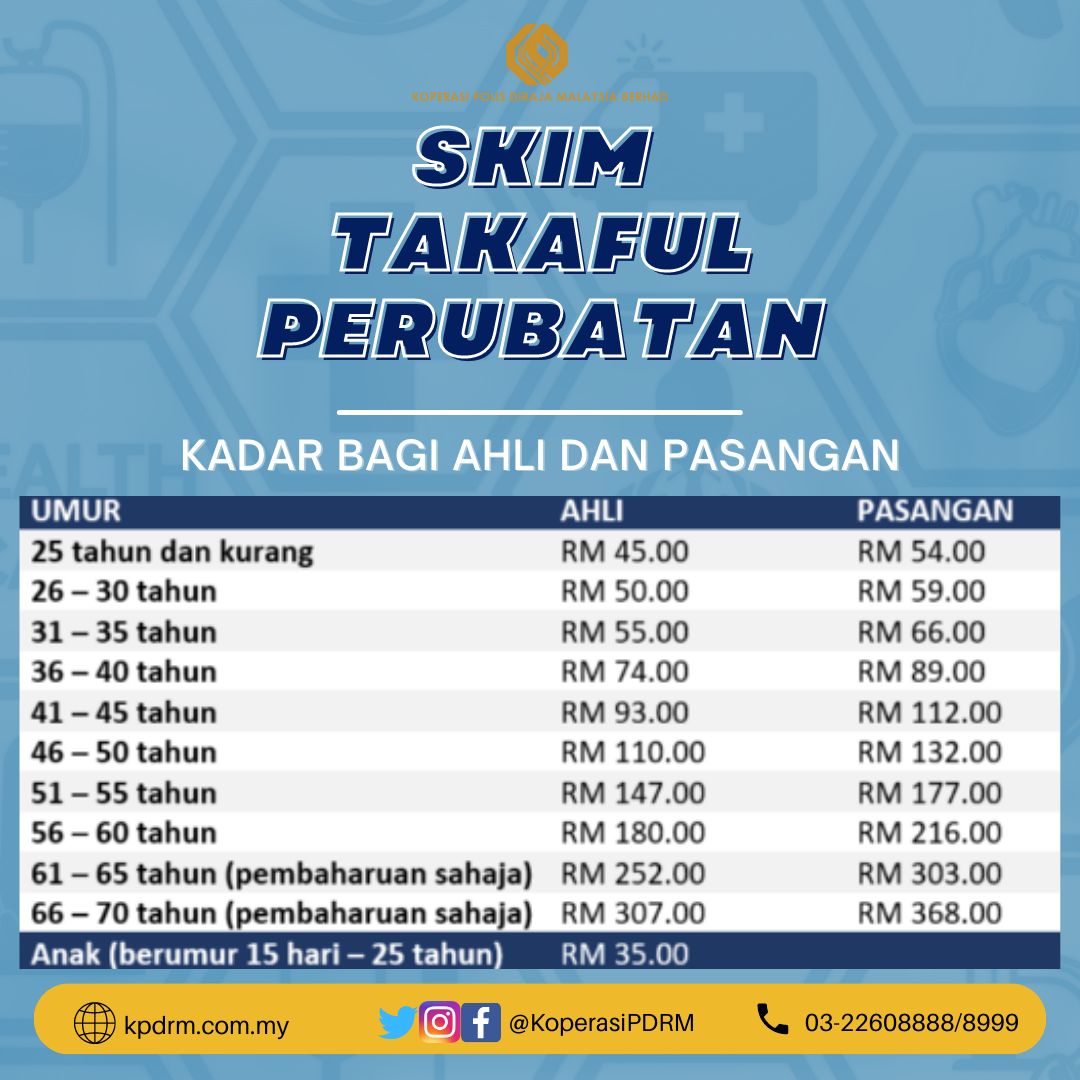 KOPERASI POLIS DIRAJA MALAYSIA BERHAD
SKIM
TAKAFUL
PERUBATAN
KADAR BAGI AHLI DAN PASANGAN
UMUR AHLI PASANGAN
25 tahun dan kurang RM 45.00 RM 54.00
26 – 30 tahun RM 50.00 RM 59.00
31 – 35 tahun RM 55.00 RM 66.00
36 – 40 tahun RM 74.00 RM 89.00
41 – 45 tahun RM 93.00 RM 112.00
46 – 50 tahun RM 110.00 RM 132.00
51 – 55 tahun RM 147.00 RM 177.00
56 – 60 tahun RM 180.00 RM 216.00
61 – 65 tahun (pembaharuan sahaja) RM 252.00 RM 303.00
66 – 70 tahun (pembaharuan sahaja) RM 307.00 RM 368.00
Anak (berumur 15 hari – 25 tahun) RM 35.00
kpdrm.com.my @KoperasiPDRM 03-22608888/8999